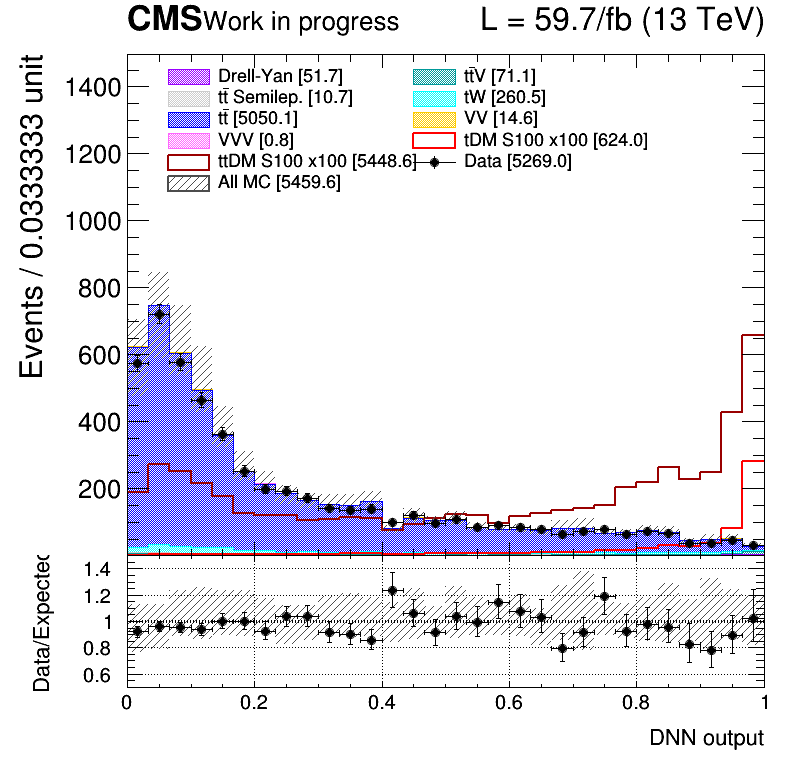 CMS Work in progress L = 59.7/fb (13 TeV)
Events / 0.0333333 unit
1400
1200
1000
800
600
400
200
Drell-Yan [51.7]
tt̄V [71.1]
tt̄ Semilep. [10.7]
tW [260.5]
tt̄ [5050.1]
VV [14.6]
VVV [0.8]
tDM S100 x100 [624.0]
ttDM S100 x100 [5448.6]
Data [5269.0]
All MC [5459.6]
Data/Expected
1.4
1.2
1
0.8
0.6
0 0.2 0.4 0.6 0.8 1
DNN output